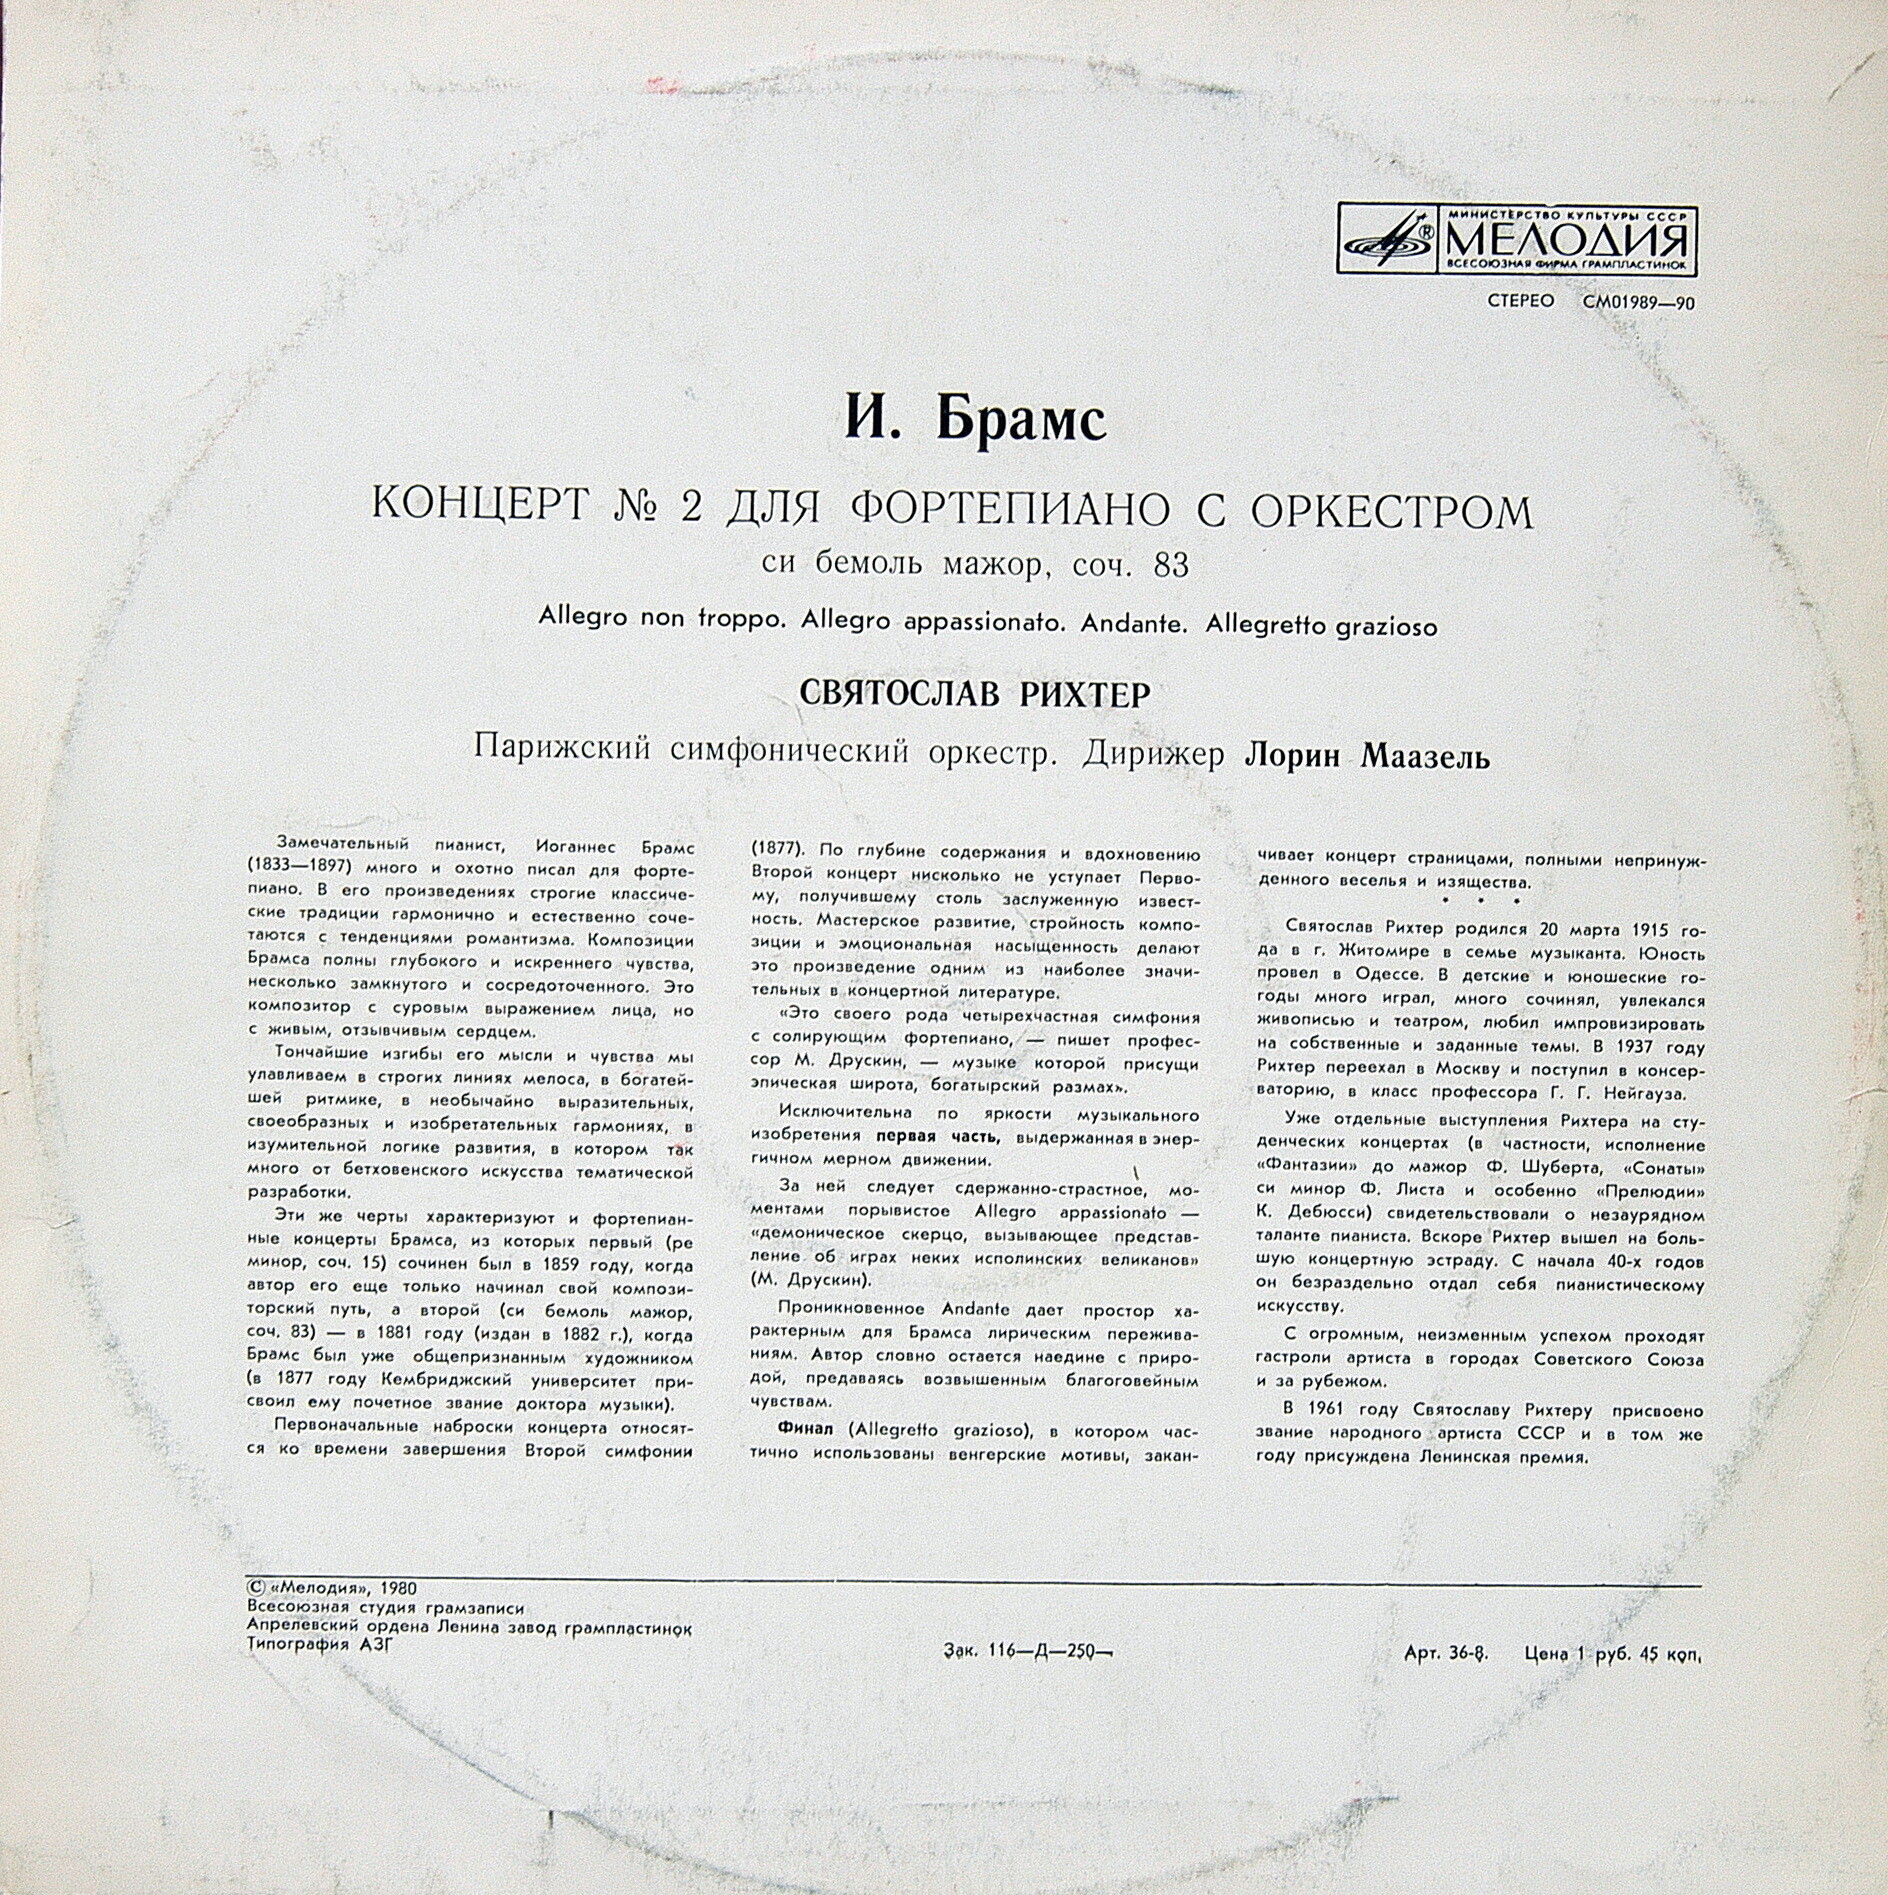 МИНИСТЕРСТВО КУЛЬТУРЫ СССР
® МЕЛОДИЯ
ВСЕСОЮЗНАЯ ФИРМА ГРАМПЛАСТИНОК
СТЕРЕО СМ01989—90
И. Брамс
КОНЦЕРТ № 2 ДЛЯ ФОРТЕПИАНО С ОРКЕСТРОМ
си бемоль мажор, соч. 83
Allegro non troppo. Allegro appassionato. Andante. Allegretto grazioso
СВЯТОСЛАВ РИХТЕР
Парижский симфонический оркестр. Дирижер Лорин Маазель
Замечательный пианист, Иоганнес Брамс
(1833—1897) много и охотно писал для форте-
пиано. В его произведениях строгие классиче-
ские традиции гармонично и естественно соче-
таются с тенденциями романтизма. Композиции
Брамса полны глубокого и искреннего чувства,
несколько замкнутого и сосредоточенного. Это
композитор с суровым выражением лица, но
с живым, отзывчивым сердцем.
Тончайшие изгибы его мысли и чувства мы
улавливаем в строгих линиях мелоса, в богатей-
шей ритмике, в необычайно выразительных,
своеобразных и изобретательных гармониях, в
изумительной логике развития, в котором так
много от бетховенского искусства тематической
разработки.
Эти же черты характеризуют и фортепиан-
ные концерты Брамса, из которых первый (ре
минор, соч. 15) сочинен был в 1859 году, когда
автор его еще только начинал свой компози-
торский путь, а второй (си бемоль мажор,
соч. 83) — в 1881 году (издан в 1882 г.), когда
Брамс был уже общепризнанным художником
(в 1877 году Кембриджский университет при-
своил ему почетное звание доктора музыки).
Первоначальные наброски концерта относят-
ся ко времени завершения Второй симфонии
(1877). По глубине содержания и вдохновению
Второй концерт нисколько не уступает Перво-
му, получившему столь заслуженную извест-
ность. Мастерское развитие, стройность компо-
зиции и эмоциональная насыщенность делают
это произведение одним из наиболее значи-
тельных в концертной литературе.
«Это своего рода четырехчастная симфония
с солирующим фортепиано, — пишет профес-
сор М. Друскин, — музыке которой присущи
эпическая широта, богатырский размах».
Исключительна по яркости музыкального
изобретения первая часть, выдержанная в энер-
гичном мерном движении.
За ней следует сдержанно-страстное, мо-
ментами порывистое Allegro appassionato —
«демоническое скерцо, вызывающее представ-
ление об играх неких исполинских великанов»
(М. Друскин).
Проникновенное Andante дает простор ха-
рактерным для Брамса лирическим пережива-
ниям. Автор словно остается наедине с приро-
дой, предаваясь возвышенным благоговейным
чувствам.
Финал (Allegretto grazioso), в котором час-
тично использованы венгерские мотивы, закан-
чивает концерт страницами, полными непринуж-
денного веселья и изящества.
* * *
Святослав Рихтер родился 20 марта 1915 го-
да в г. Житомире в семье музыканта. Юность
провел в Одессе. В детские и юношеские го-
годы много играл, много сочинял, увлекался
живописью и театром, любил импровизировать
на собственные и заданные темы. В 1937 году
Рихтер переехал в Москву и поступил в консер-
ваторию, в класс профессора Г. Г. Нейгауза.
Уже отдельные выступления Рихтера на сту-
денческих концертах (в частности, исполнение
«Фантазии» до мажор Ф. Шуберта, «Сонаты»
си минор Ф. Листа и особенно «Прелюдии»
К. Дебюсси) свидетельствовали о незаурядном
таланте пианиста. Вскоре Рихтер вышел на боль-
шую концертную эстраду. С начала 40-х годов
он безраздельно отдал себя пианистическому
искусству.
С огромным, неизменным успехом проходят
гастроли артиста в городах Советского Союза
и за рубежом.
В 1961 году Святославу Рихтеру присвоено
звание народного артиста СССР и в том же
году присуждена Ленинская премия.
© «Мелодия», 1980
Всесоюзная студия грамзаписи
Апрелевский ордена Ленина завод грампластинок
Типография АЗГ
Зак. 116—Д—250—
Арт. 36-8. Цена 1 руб. 45 коп.